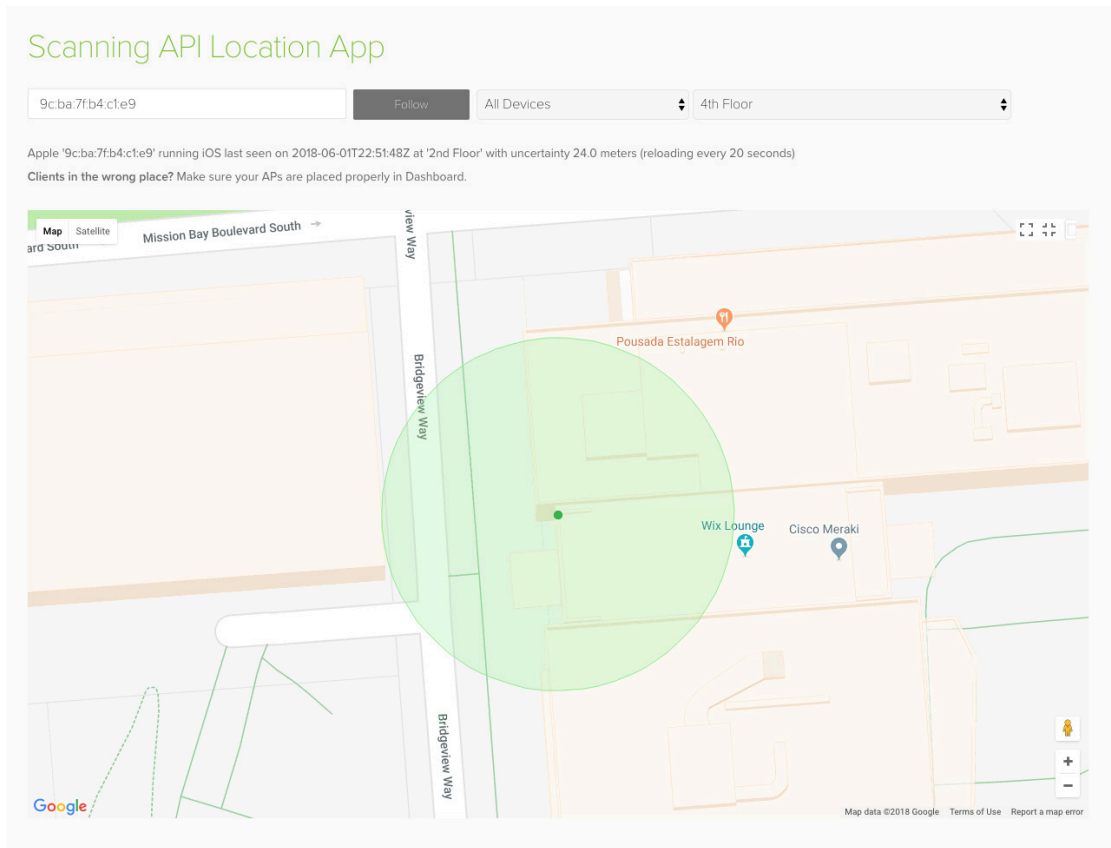 Scanning API Location App
9c:ba:7f:b4:c1:e9
Follow
All Devices
4th Floor
Apple '9c:ba:7f:b4:c1:e9' running iOS last seen on 2018-06-01T22:51:48Z at '2nd Floor' with uncertainty 24.0 meters (reloading every 20 seconds)
Clients in the wrong place? Make sure your APs are placed properly in Dashboard.
Map
Satellite
ard South
Mission Bay Boulevard South →
view Way
Pousada Estalagem Rio
Bridgeview Way
Wix Lounge
Cisco Meraki
Bridgeview Way
+
−
Google
Map data ©2018 Google
Terms of Use
Report a map error